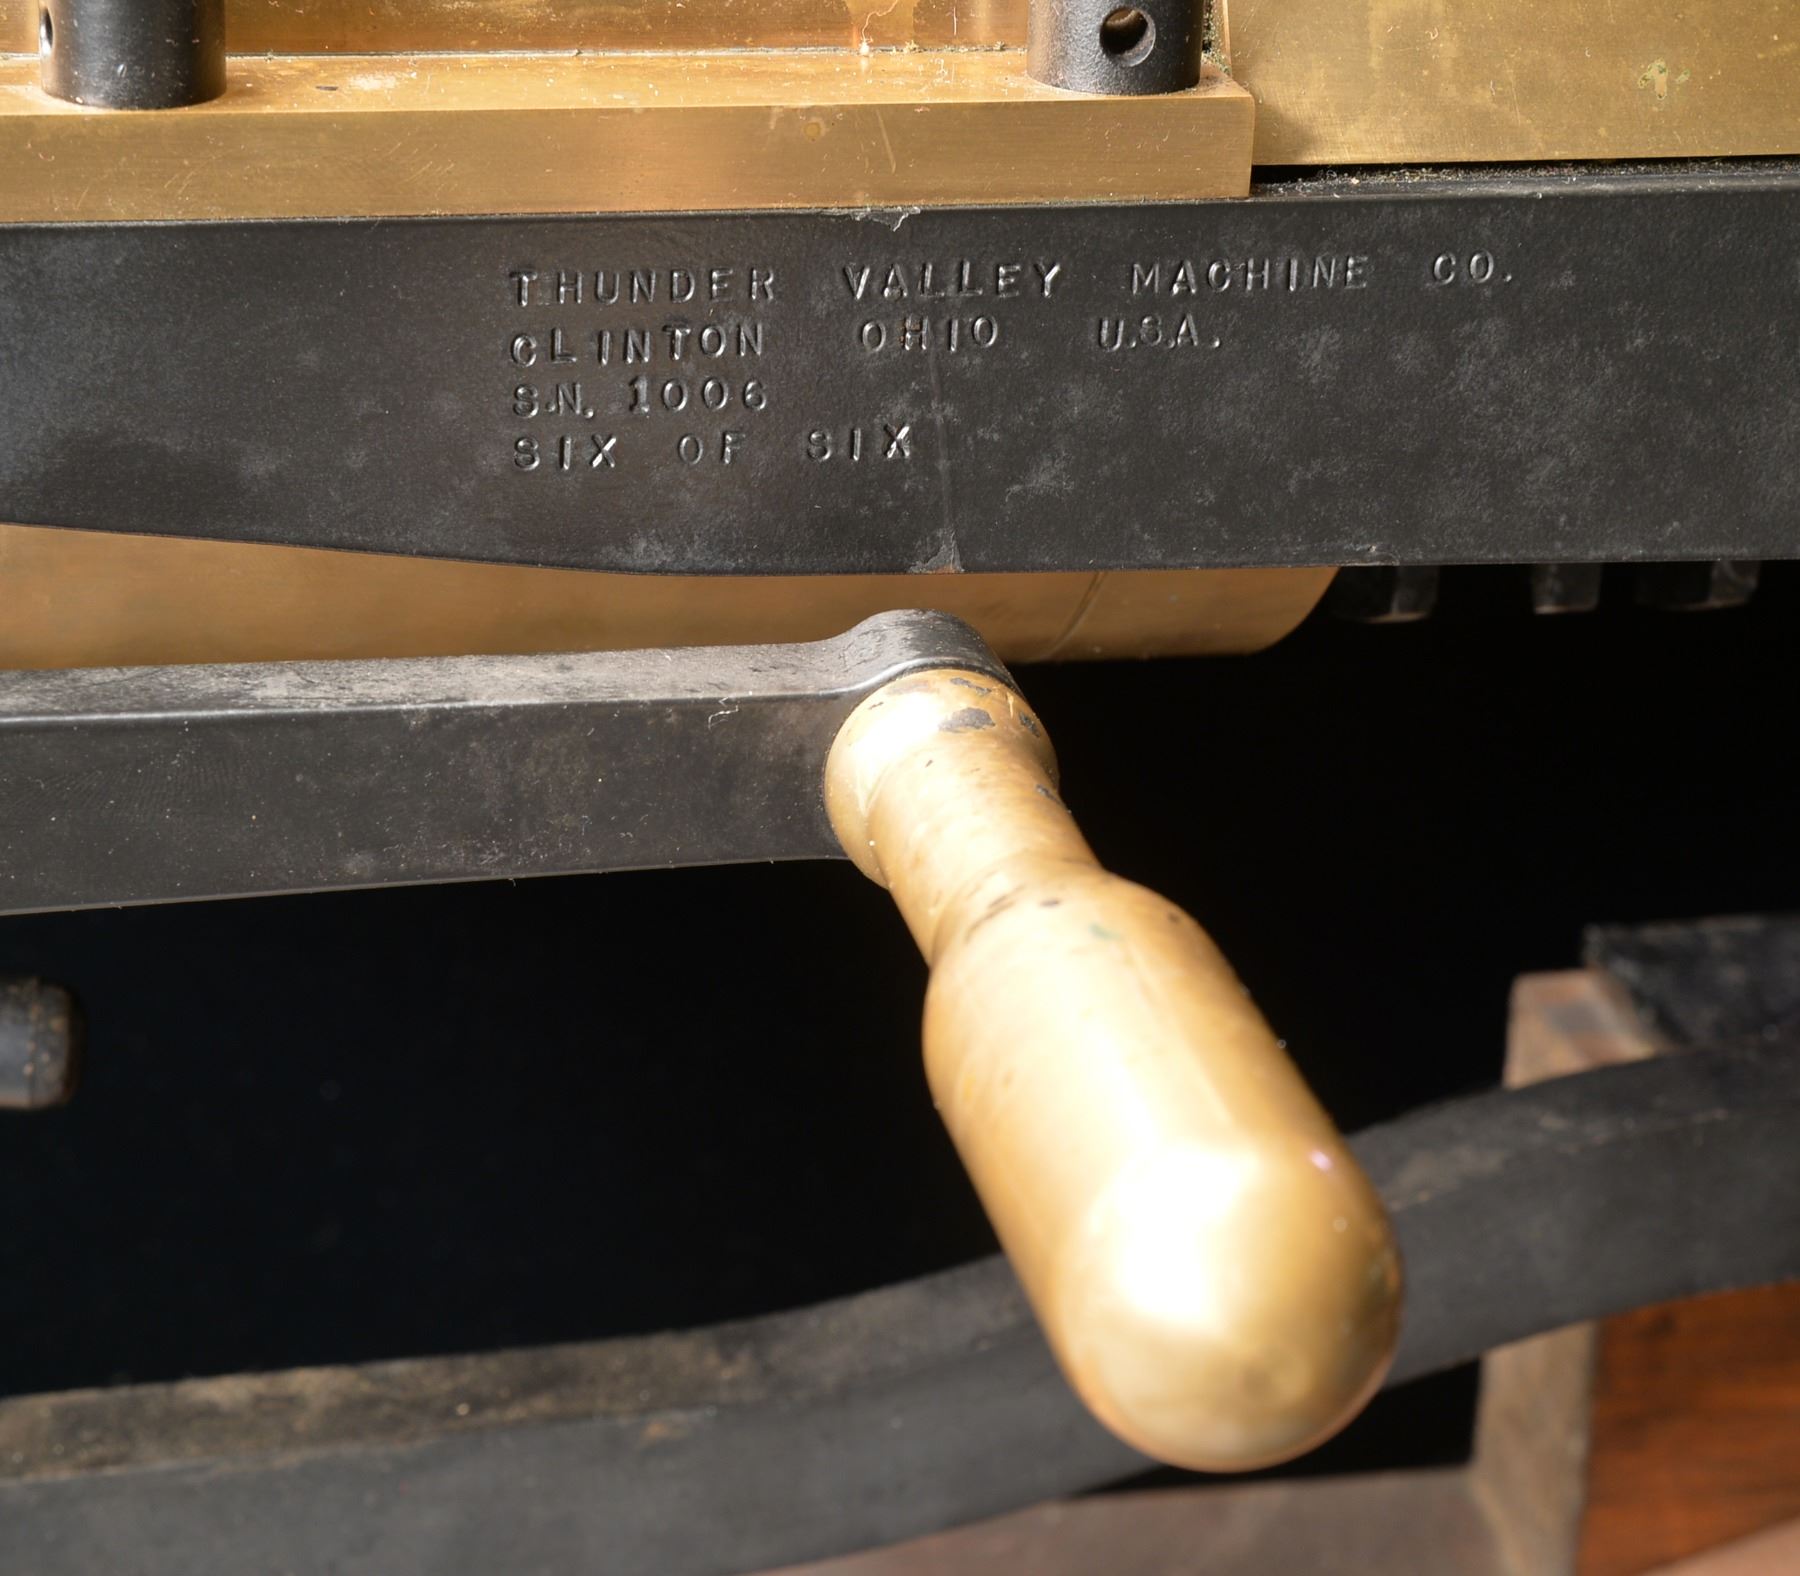 THUNDER VALLEY MACHINE CO.
CLINTON OHIO U.S.A.
S.N. 1006
SIX OF SIX